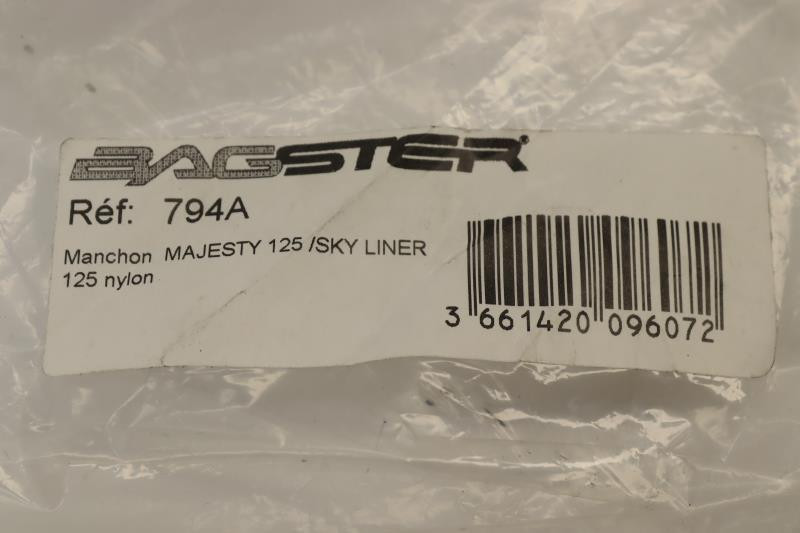 BAGSTER®
Réf: 794A
Manchon MAJESTY 125 /SKY LINER
125 nylon
3 661420 096072